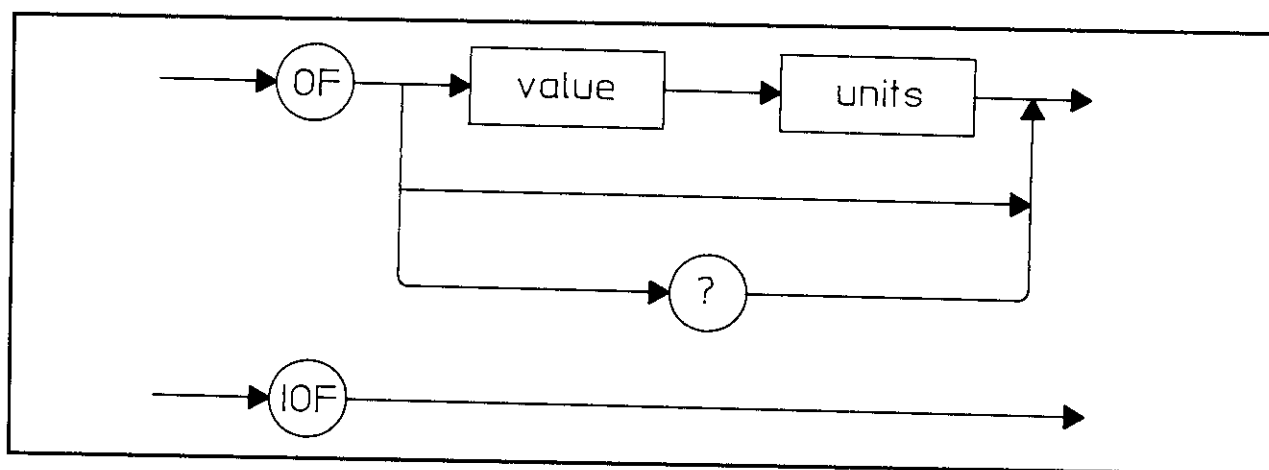 OF
value
units
?
IOF